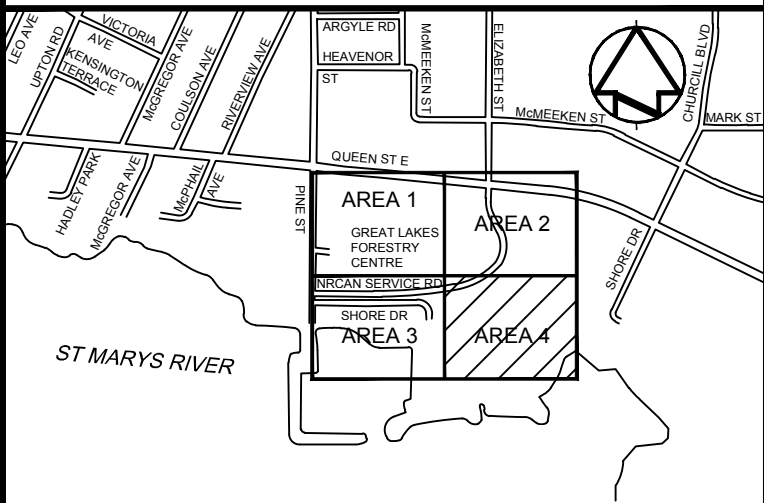 LEO AVE
UPTON RD
VICTORIA
AVE
KENSINGTON
TERRACE
McGREGOR AVE
COULSON AVE
RIVERVIEW AVE
ARGYLE RD
HEAVENOR
ST
McMEEKEN ST
ELIZABETH ST
McMEEKEN ST
CHURCILL BLVD
MARK ST
QUEEN ST E
HADLEY PARK
McGREGOR AVE
McPHAIL
AVE
PINE ST
AREA 1
GREAT LAKES
FORESTRY
CENTRE
AREA 2
NRCAN SERVICE RD
SHORE DR
AREA 3
AREA 4
SHORE DR
ST MARYS RIVER